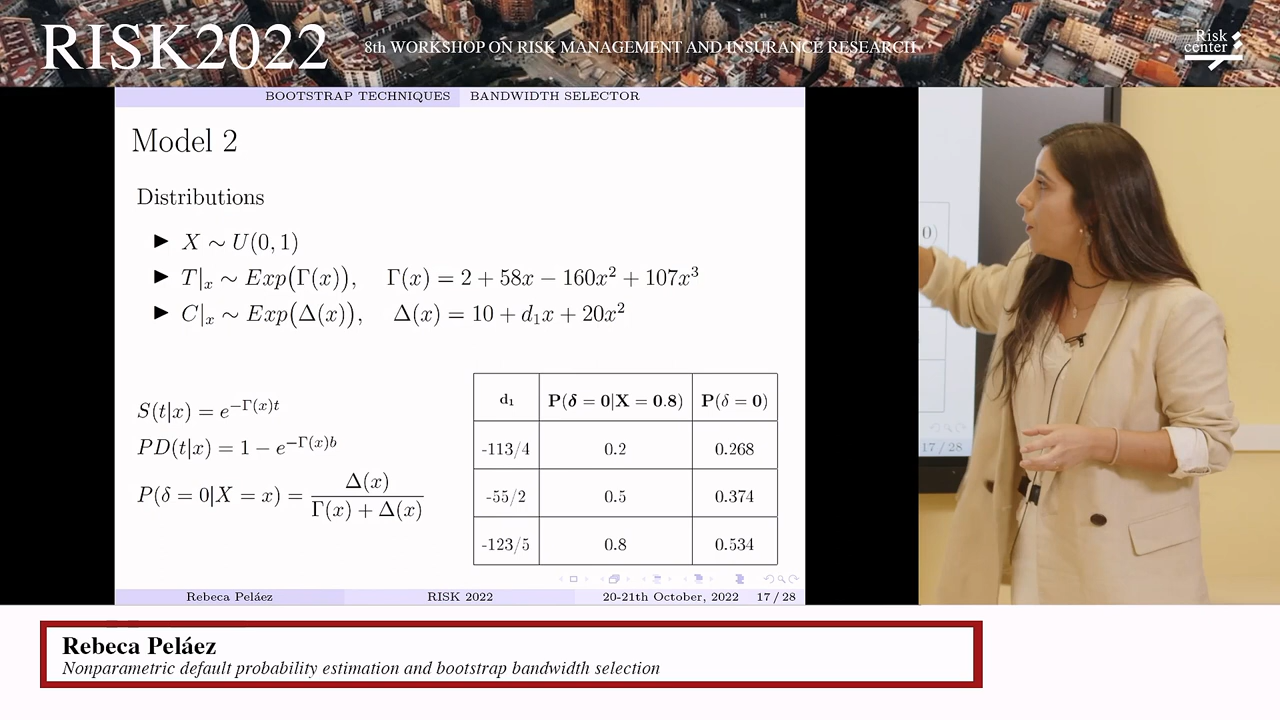 RISK2022
8th WORKSHOP ON RISK MANAGEMENT AND INSURANCE RESEARCH
Risk
center
BOOTSTRAP TECHNIQUES BANDWIDTH SELECTOR
Model 2
Distributions
► X ∼ U(0, 1)
► T|ₓ ∼ Exp(Γ(x)), Γ(x) = 2 + 58x − 160x² + 107x³
► C|ₓ ∼ Exp(Δ(x)), Δ(x) = 10 + d₁x + 20x²
S(t|x) = e^{−Γ(x)t}
PD(t|x) = 1 − e^{−Γ(x)b}
P(δ = 0|X = x) = Δ(x) / Γ(x) + Δ(x)
d₁ P(δ = 0|X = 0.8) P(δ = 0)
-113/4 0.2 0.268
-55/2 0.5 0.374
-123/5 0.8 0.534
Rebeca Peláez RISK 2022 20-21th October, 2022 17 / 28
0)
17 / 28
Rebeca Peláez
Nonparametric default probability estimation and bootstrap bandwidth selection